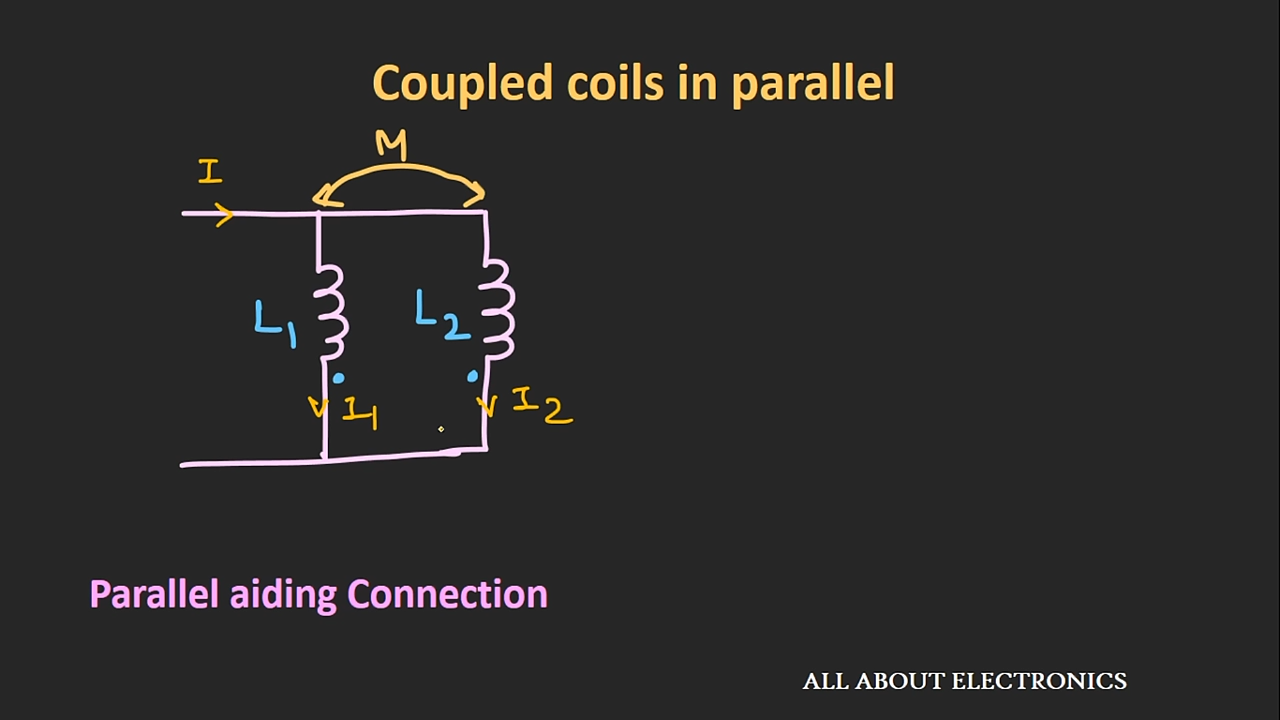 Coupled coils in parallel
M
I
L1
L2
I1
I2
Parallel aiding Connection
ALL ABOUT ELECTRONICS